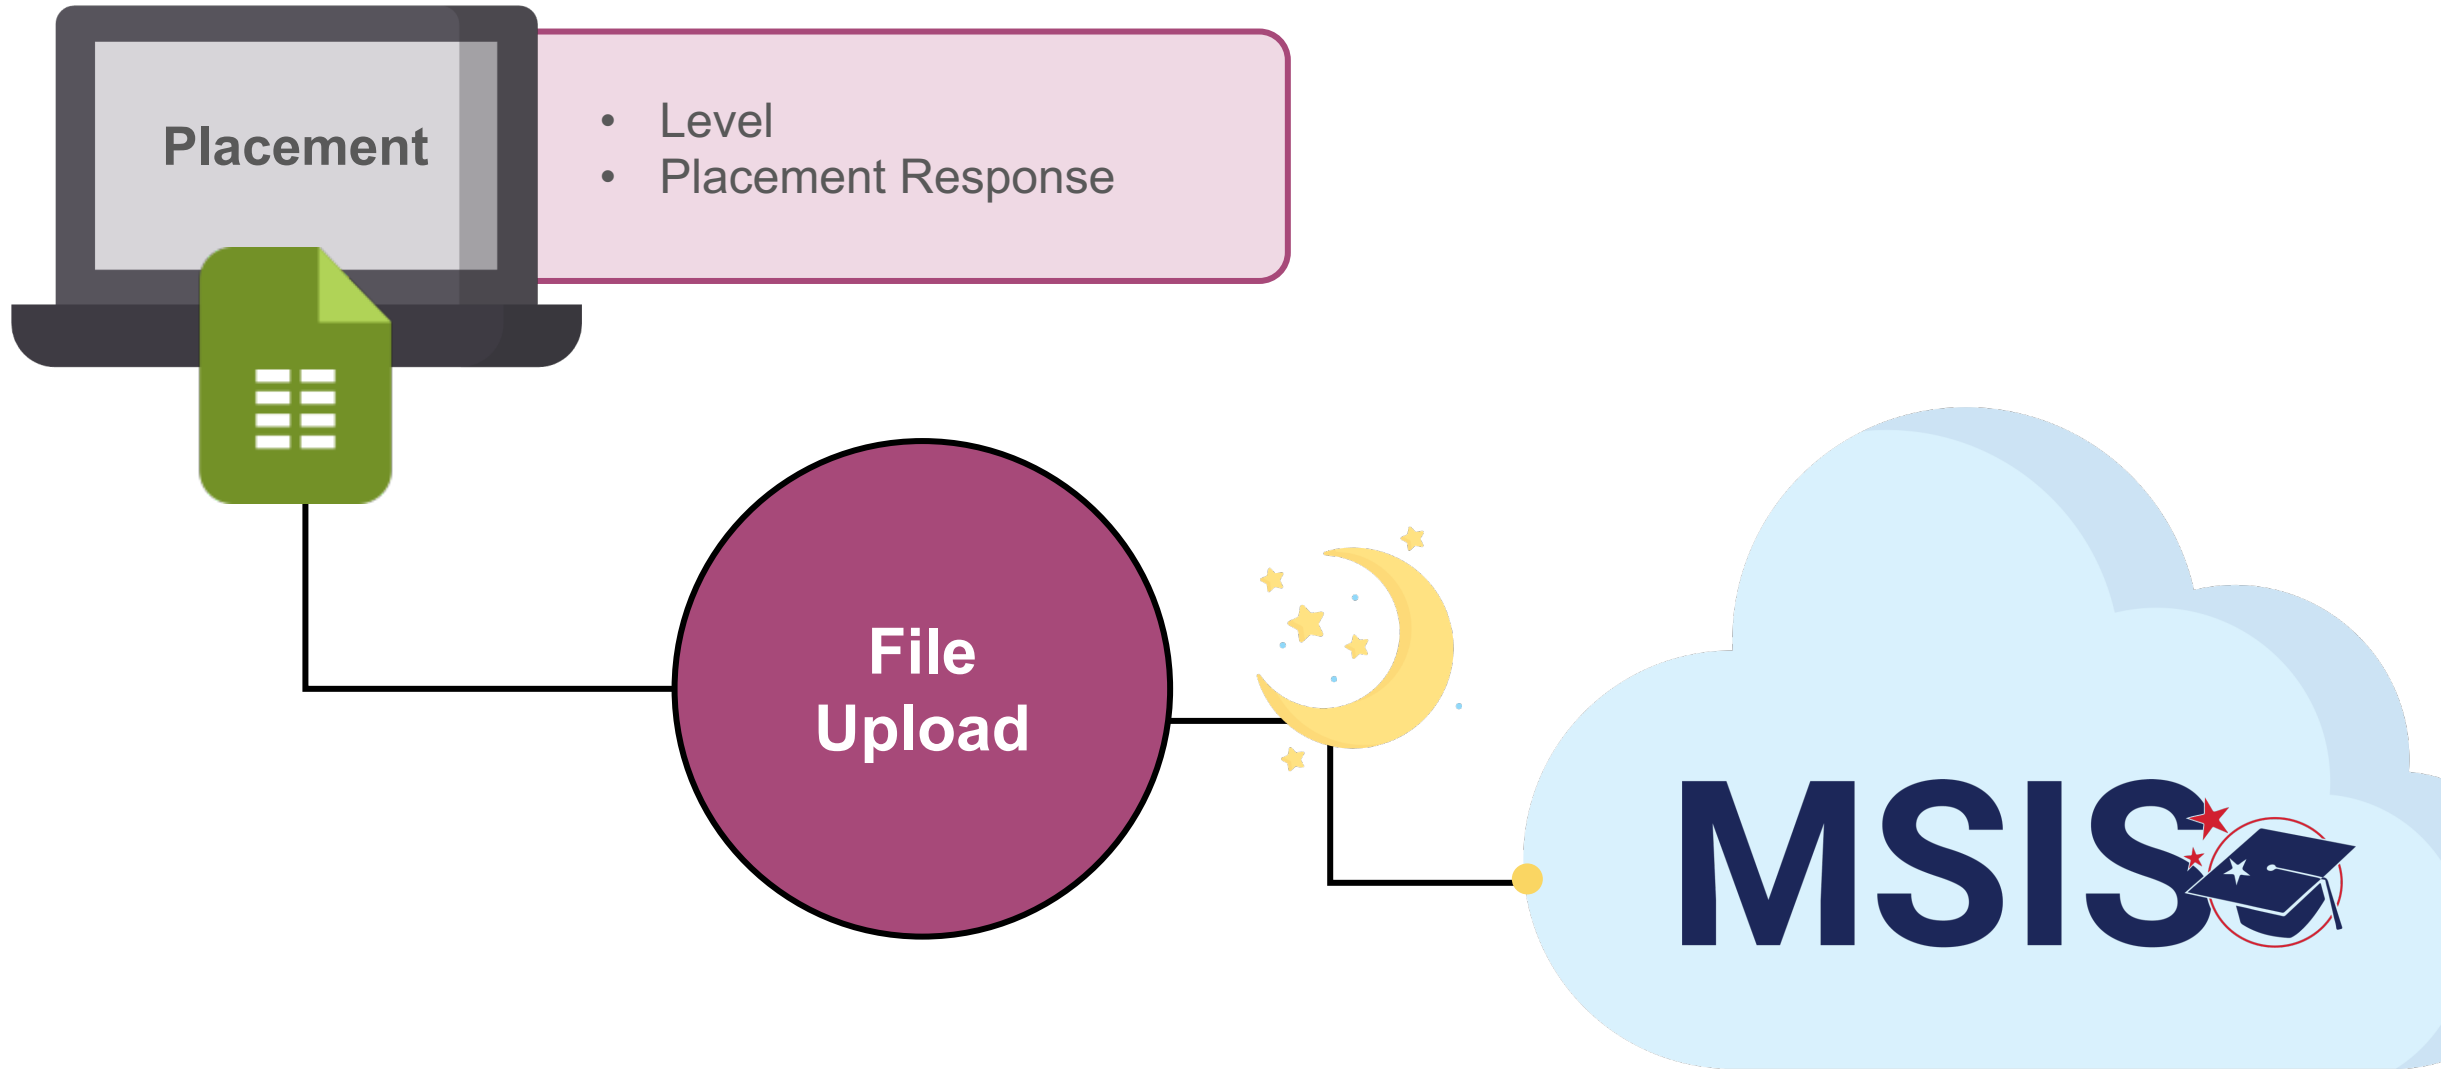 Placement
• Level
• Placement Response
File
Upload
MSIS